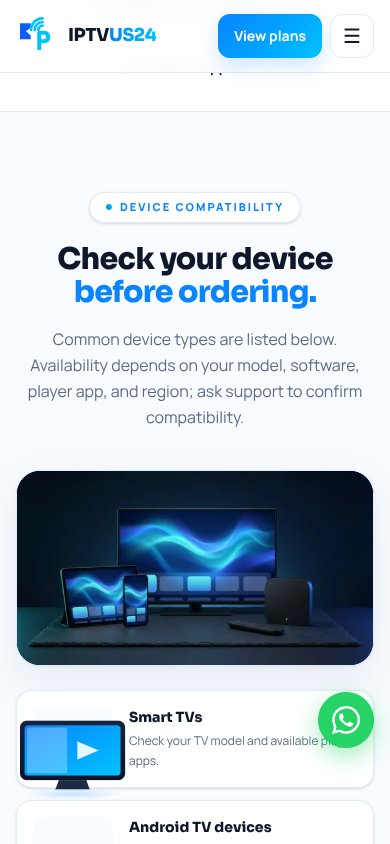 IPTVUS24
View plans
DEVICE COMPATIBILITY
Check your device
before ordering.
Common device types are listed below.
Availability depends on your model, software,
player app, and region; ask support to confirm
compatibility.
Smart TVs
Check your TV model and available
apps.
Android TV devices